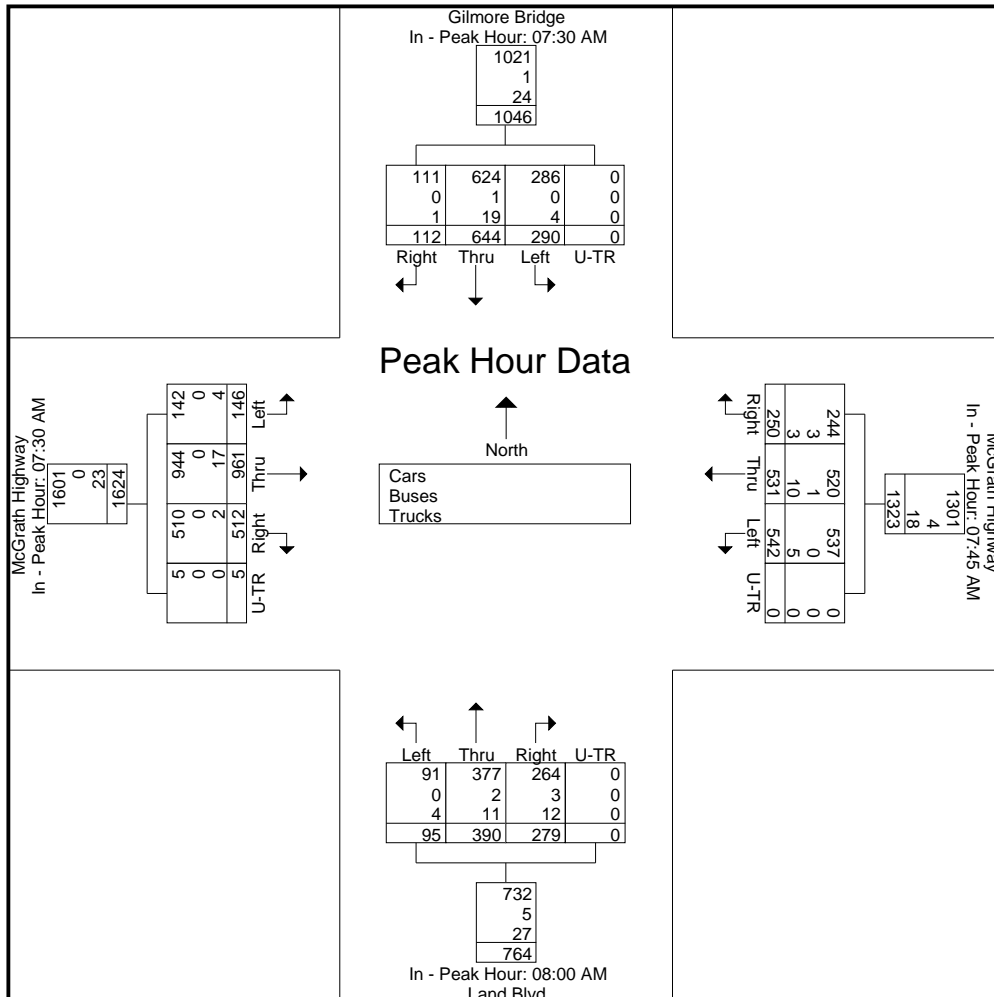 Gilmore Bridge
In - Peak Hour: 07:30 AM
1021
1
24
1046
111 624 286 0
0 1 0 0
1 19 4 0
112 644 290 0
Right Thru Left U-TR
Peak Hour Data
North
Cars
Buses
Trucks
McGrath Highway
In - Peak Hour: 07:30 AM
1601
0
23
1624
142 0 4 146 Left
944 0 17 961 Thru
510 0 2 512 Right
5 0 0 5 U-TR
Right 250 3 3 244
Thru 531 10 1 520
Left 542 5 0 537
U-TR 0 0 0 0
1301
4
18
1323
McGrath Highway
In - Peak Hour: 07:45 AM
Left Thru Right U-TR
91 377 264 0
0 2 3 0
4 11 12 0
95 390 279 0
732
5
27
764
In - Peak Hour: 08:00 AM
Land Blvd